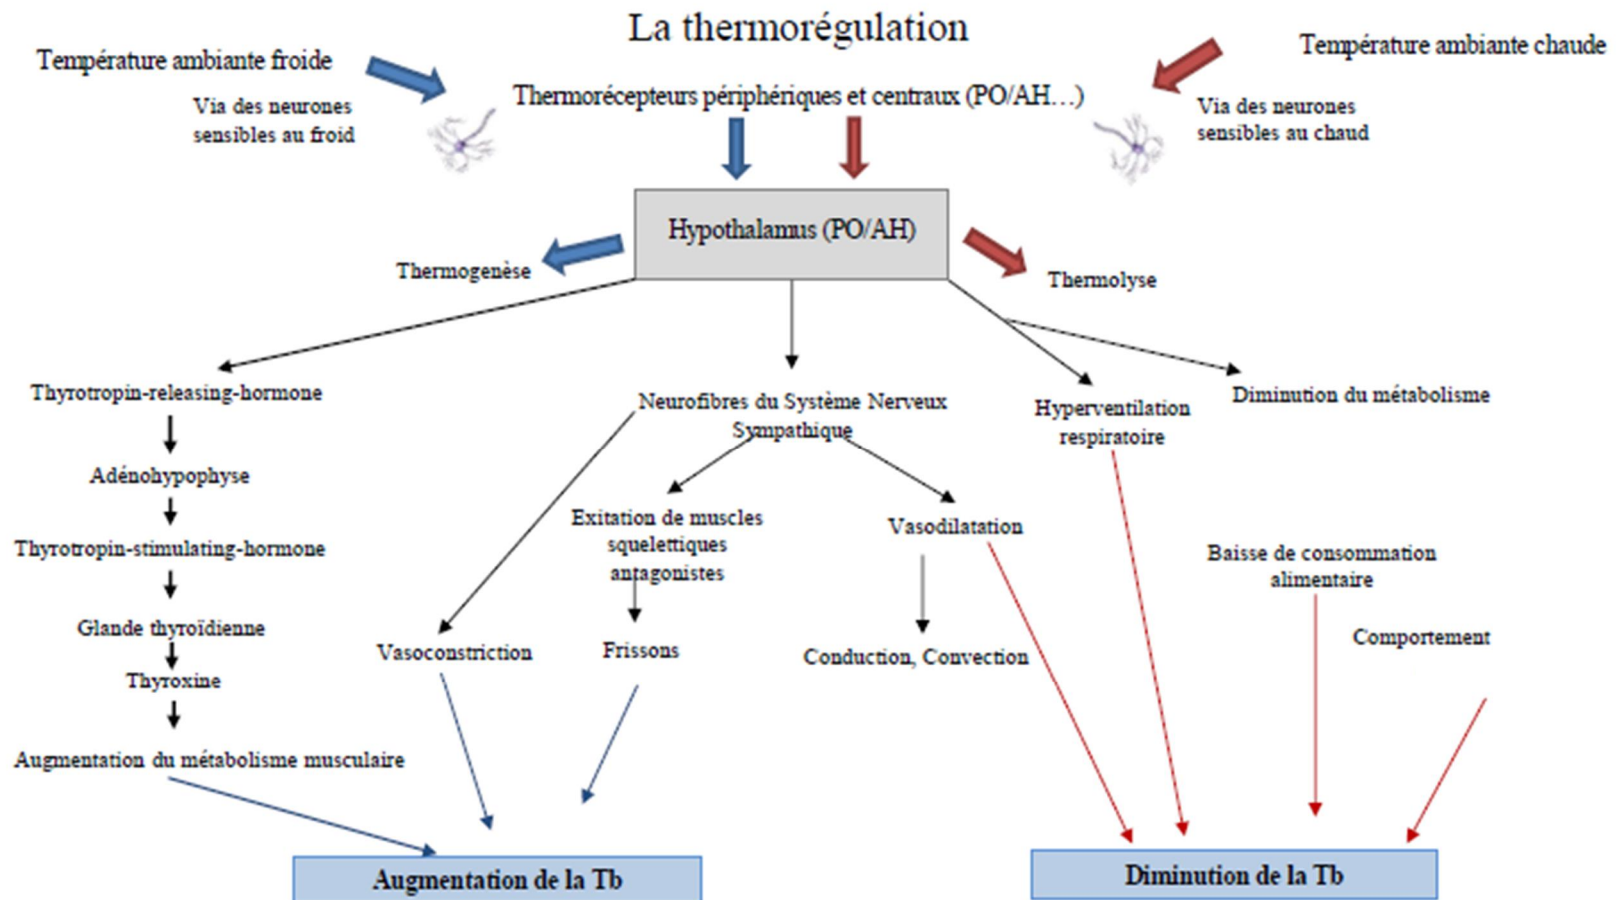 La thermorégulation
Température ambiante froide
Température ambiante chaude
Via des neurones
sensibles au froid
Thermorécepteurs périphériques et centraux (PO/AH…)
Via des neurones
sensibles au chaud
Hypothalamus (PO/AH)
Thermogenèse
Thermolyse
Thyrotropin-releasing-hormone
Neurofibres du Système Nerveux
Sympathique
Hyperventilation
respiratoire
Diminution du métabolisme
Adénohypophyse
Exitation de muscles
squelettiques
antagonistes
Vasodilatation
Thyrotropin-stimulating-hormone
Baisse de consommation
alimentaire
Glande thyroïdienne
Vasoconstriction
Frissons
Conduction, Convection
Comportement
Thyroxine
Augmentation du métabolisme musculaire
Augmentation de la Tb
Diminution de la Tb